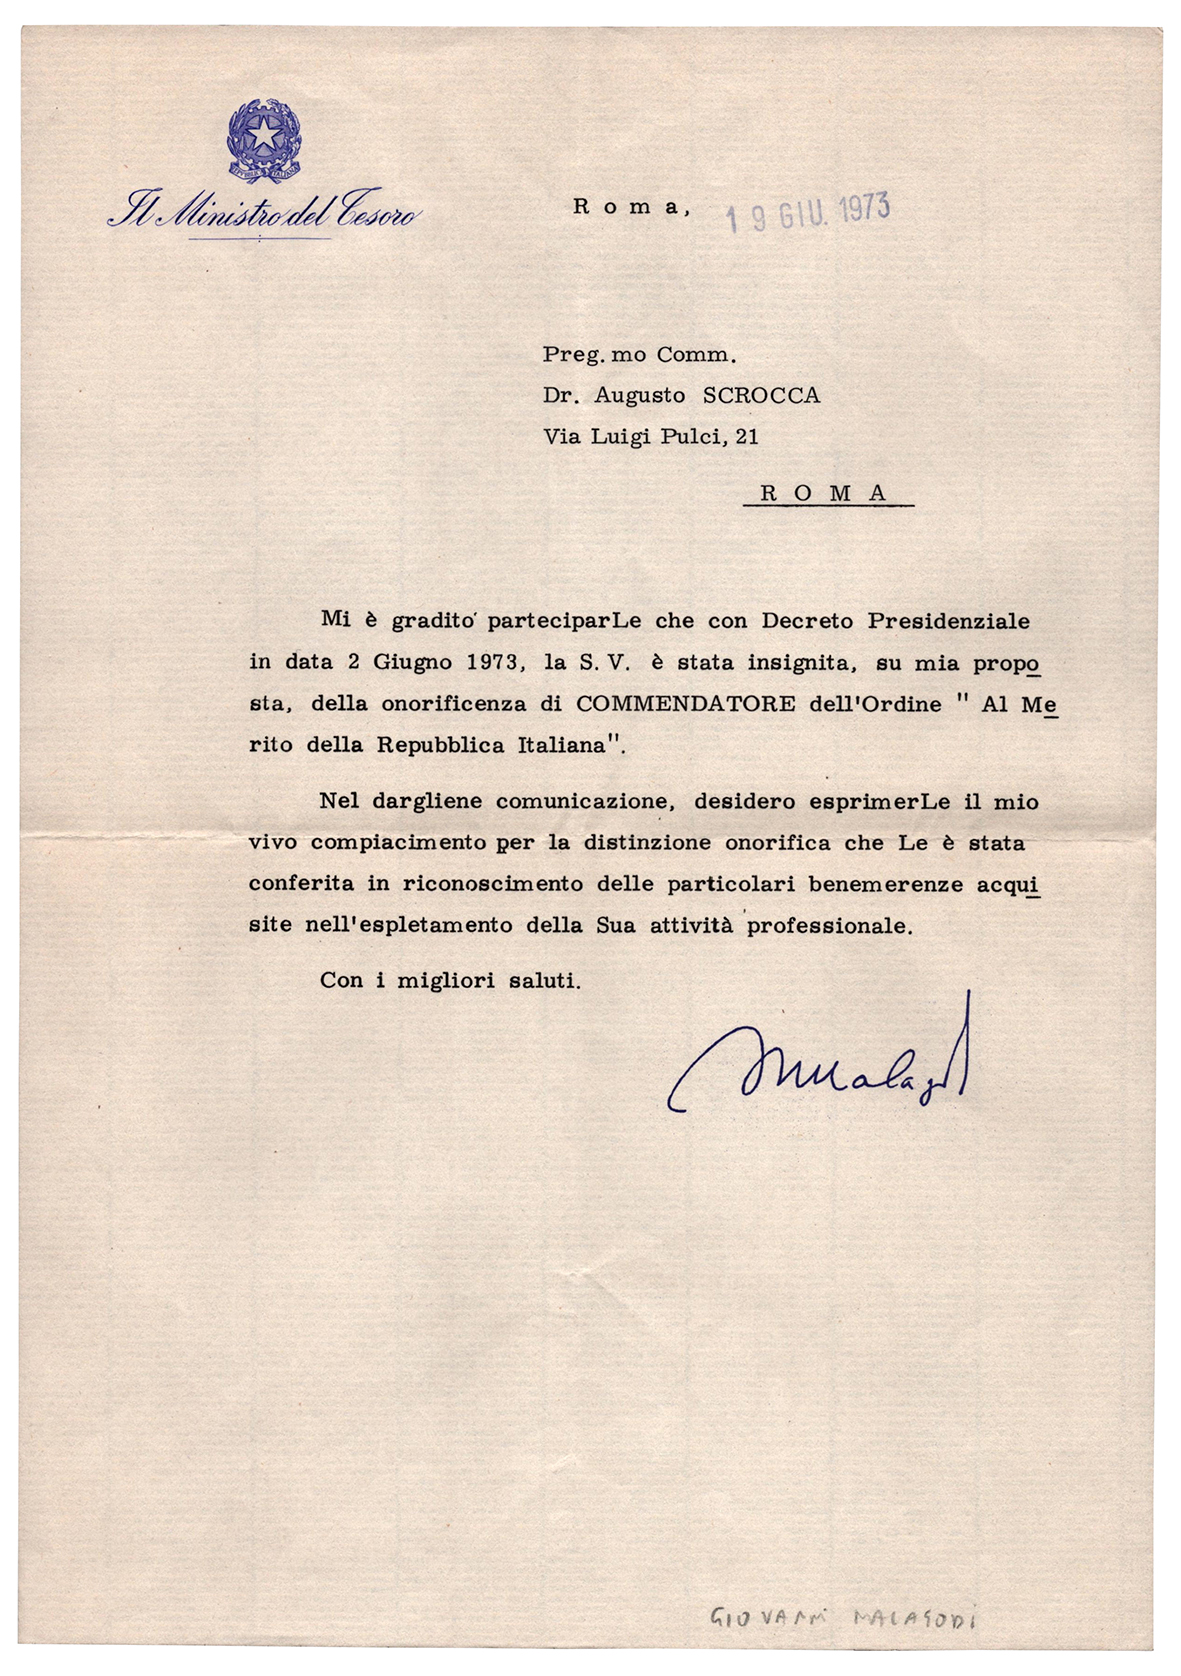 REPVBBLICA ITALIANA
Il Ministro del Tesoro
Roma, 19 GIU. 1973
Preg.mo Comm.
Dr. Augusto SCROCCA
Via Luigi Pulci, 21
ROMA
Mi è gradito parteciparLe che con Decreto Presidenziale
in data 2 Giugno 1973, la S.V. è stata insignita, su mia propo
sta, della onorificenza di COMMENDATORE dell'Ordine " Al Me
rito della Repubblica Italiana".
Nel dargliene comunicazione, desidero esprimerLe il mio
vivo compiacimento per la distinzione onorifica che Le è stata
conferita in riconoscimento delle particolari benemerenze acqui
site nell'espletamento della Sua attività professionale.
Con i migliori saluti.
Malagodi
GIOVANNI MALAGODI